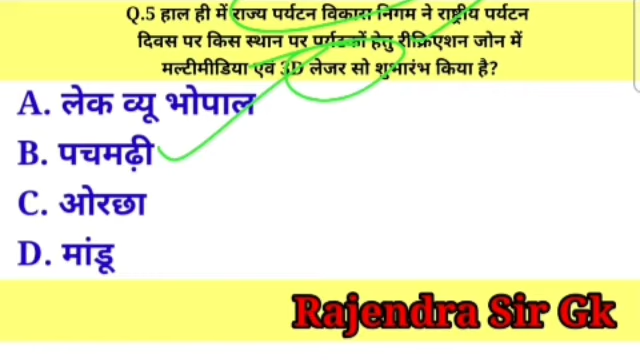 Q.5 हाल ही में राज्य पर्यटन विकास निगम ने राष्ट्रीय पर्यटन
दिवस पर किस स्थान पर पर्यटकों हेतु रीक्रिएशन जोन में
मल्टीमीडिया एवं 3D लेजर सो शुभारंभ किया है?
A. लेक व्यू भोपाल
B. पचमढ़ी
C. ओरछा
D. मांडू
Rajendra Sir Gk